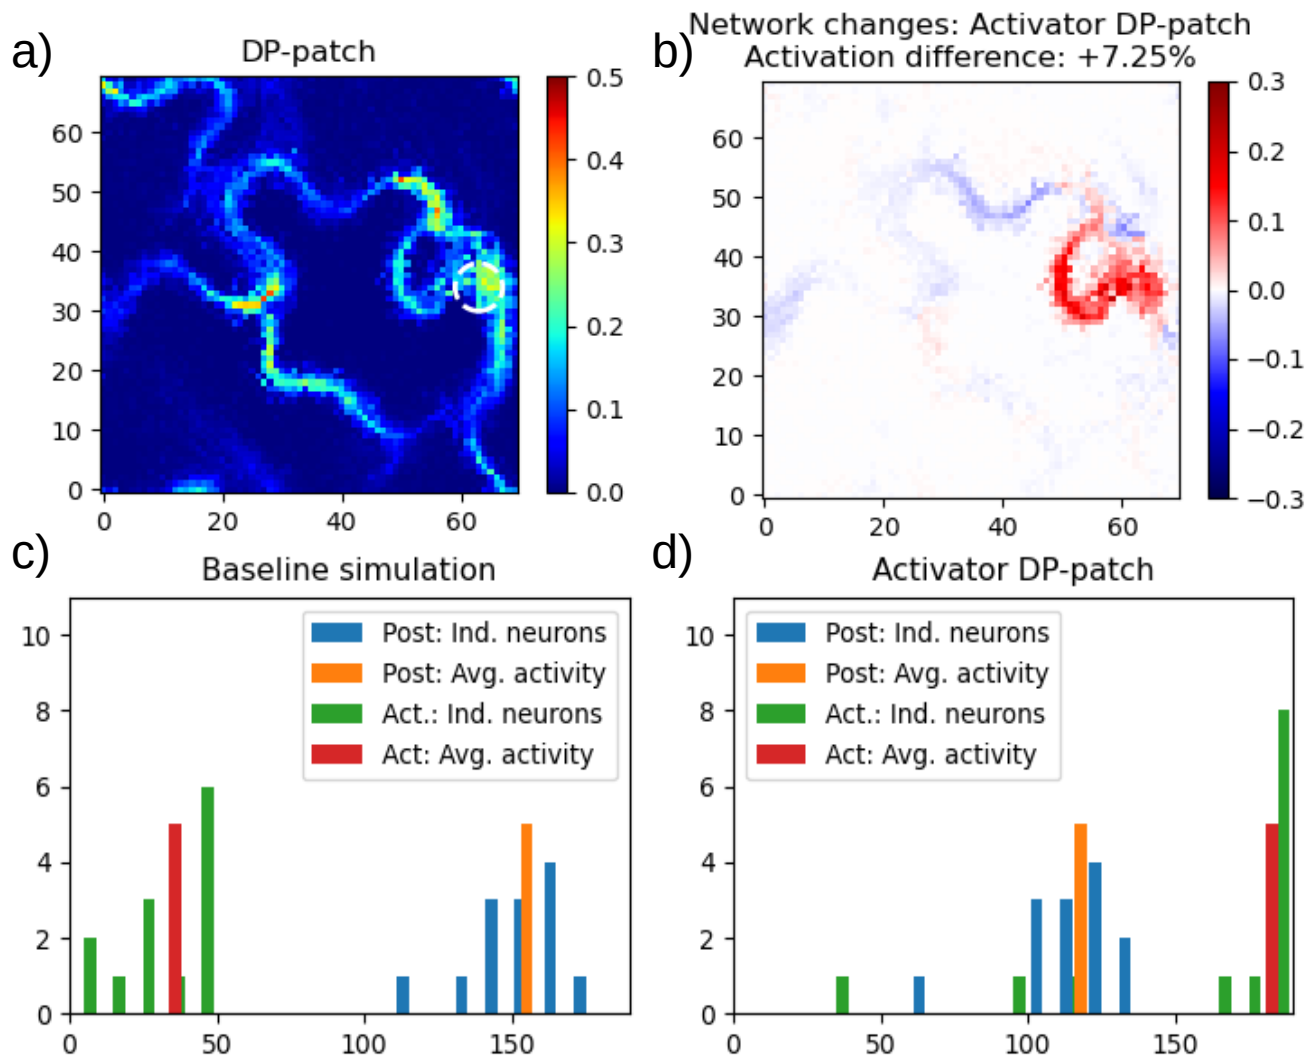 a)
DP-patch
60
50
40
30
20
10
0
0 20 40 60
0.5
0.4
0.3
0.2
0.1
0.0
b)
Network changes: Activator DP-patch
Activation difference: +7.25%
60
50
40
30
20
10
0
0 20 40 60
0.3
0.2
0.1
0.0
−0.1
−0.2
−0.3
c)
Baseline simulation
10
8
6
4
2
0
0 50 100 150
Post: Ind. neurons
Post: Avg. activity
Act.: Ind. neurons
Act: Avg. activity
d)
Activator DP-patch
10
8
6
4
2
0
0 50 100 150
Post: Ind. neurons
Post: Avg. activity
Act.: Ind. neurons
Act: Avg. activity